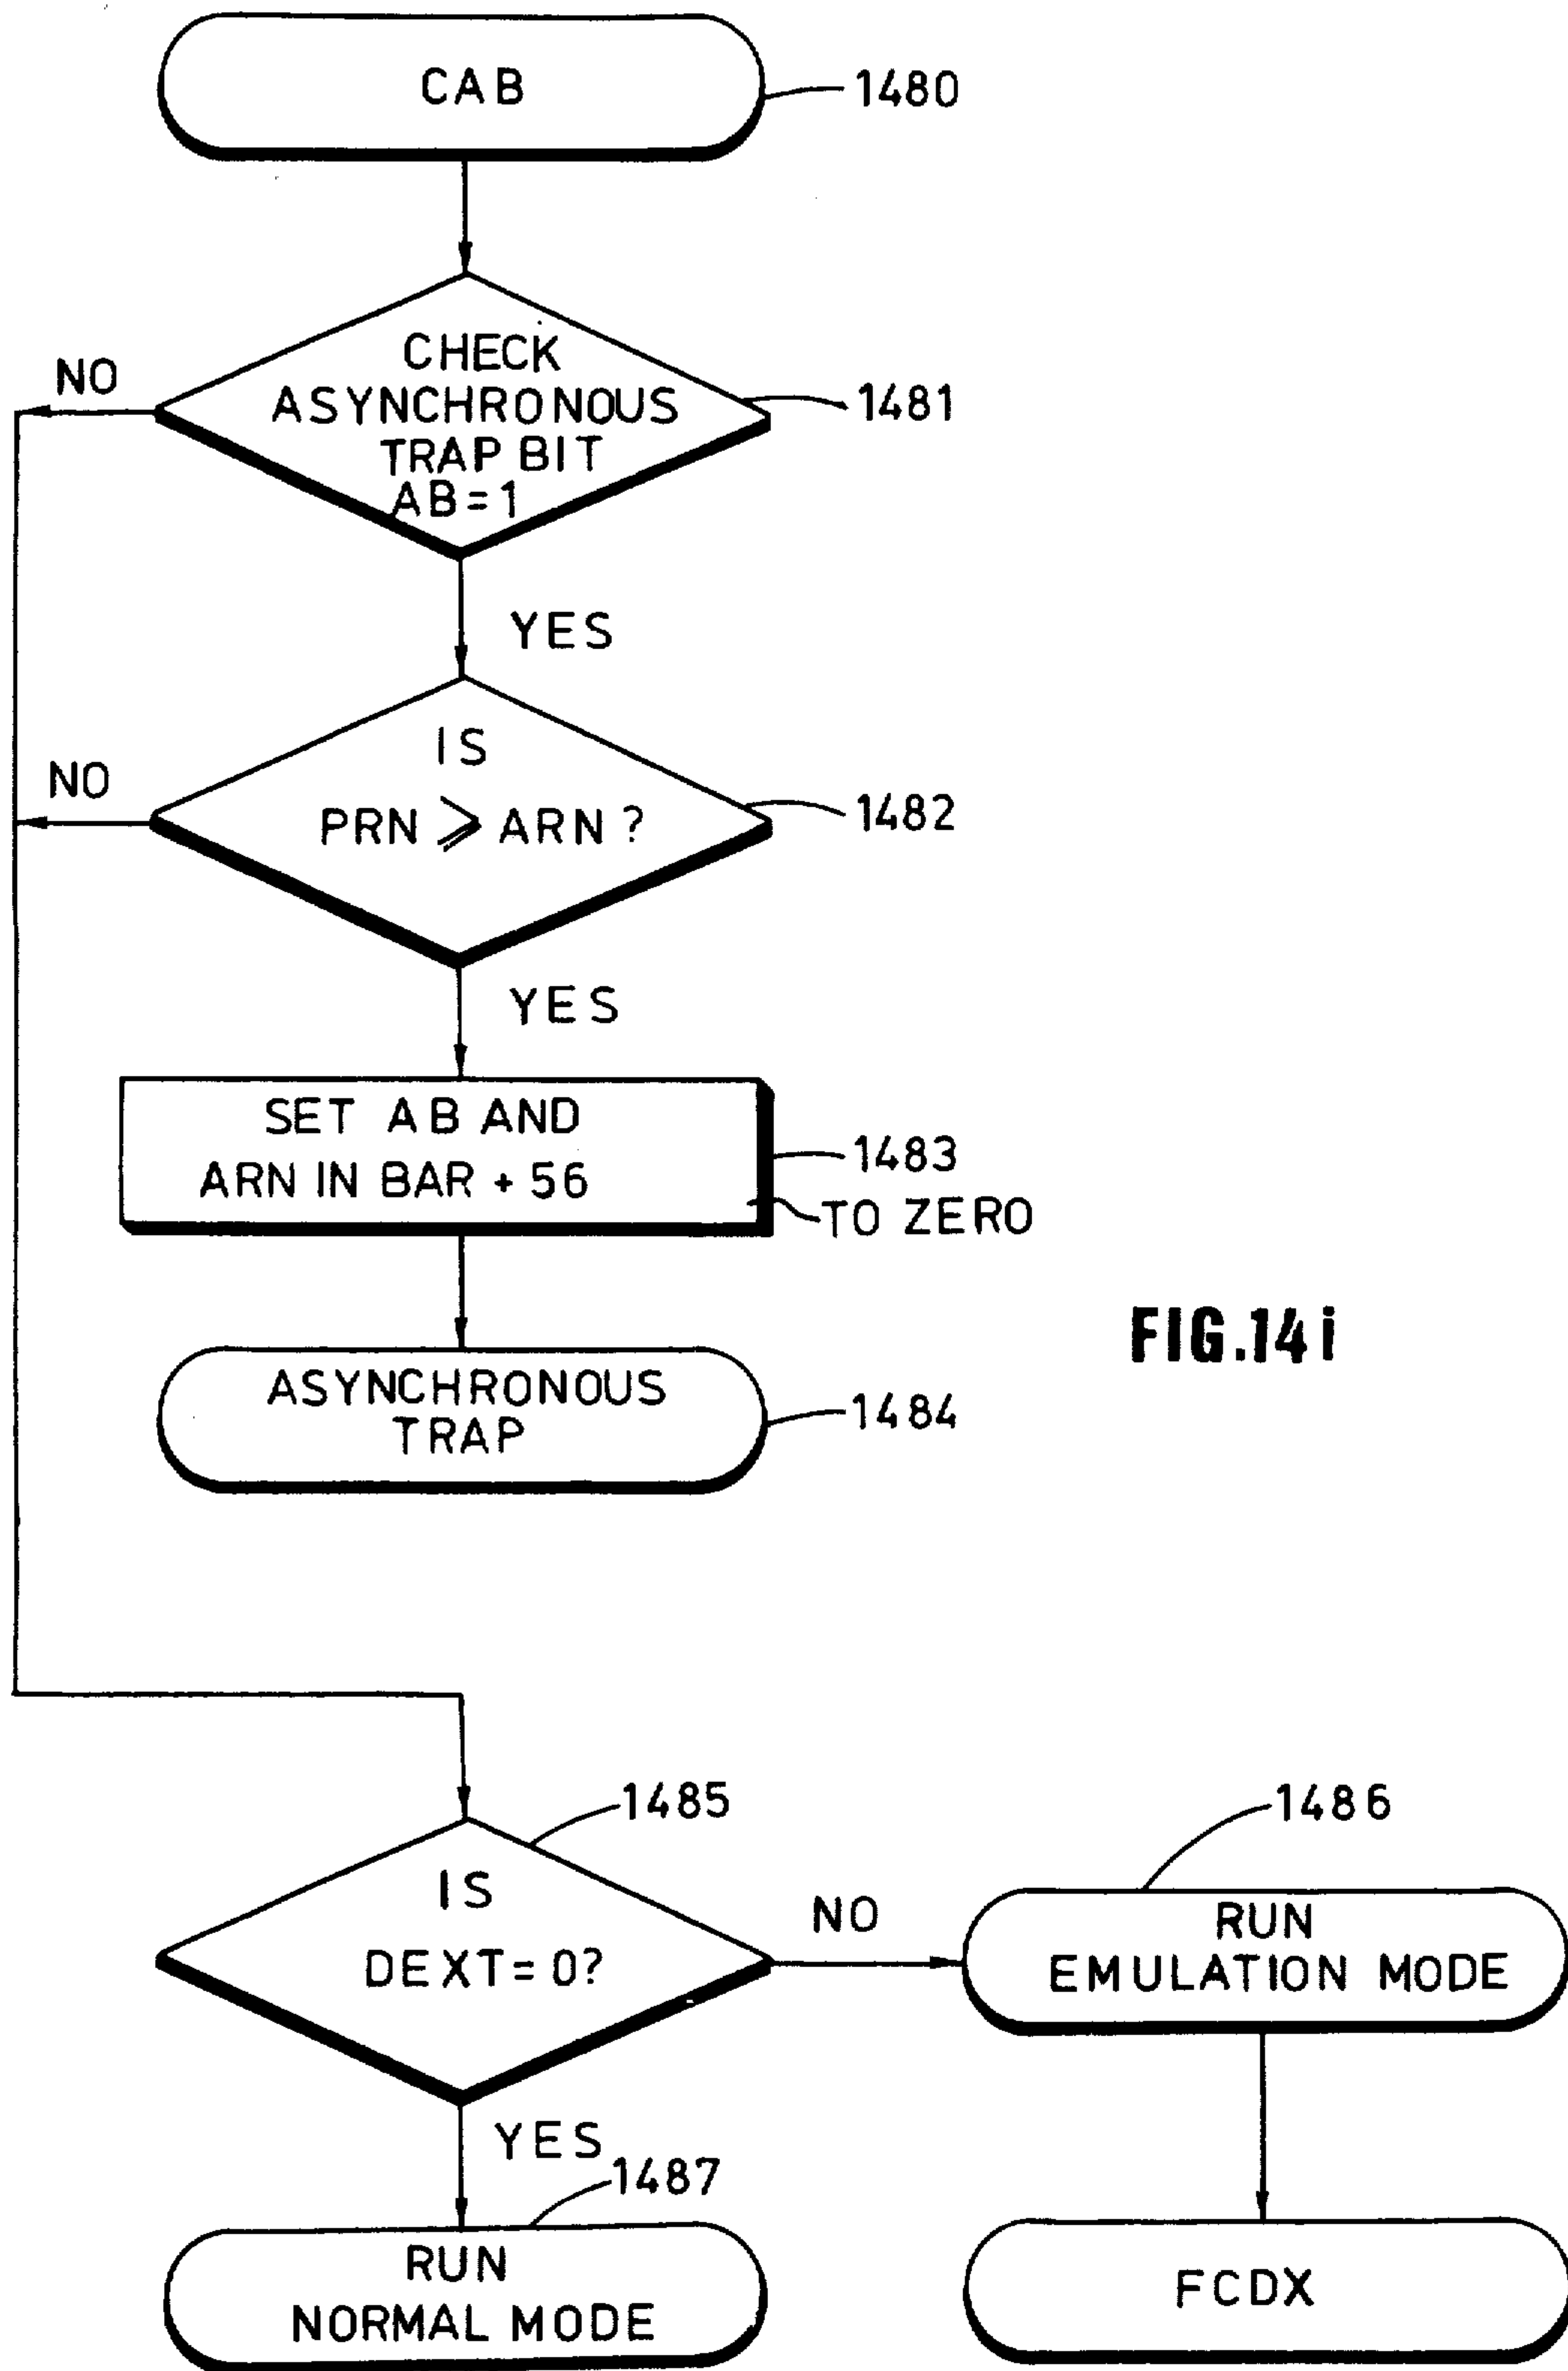 CAB
1480
CHECK
ASYNCHRONOUS
TRAP BIT
AB=1
1481
NO
YES
IS
PRN ⩾ ARN ?
1482
NO
YES
SET AB AND
ARN IN BAR + 56
1483
TO ZERO
ASYNCHRONOUS
TRAP
1484
FIG.14i
IS
DEXT=0?
1485
NO
1486
RUN
EMULATION MODE
YES
1487
RUN
NORMAL MODE
FCDX